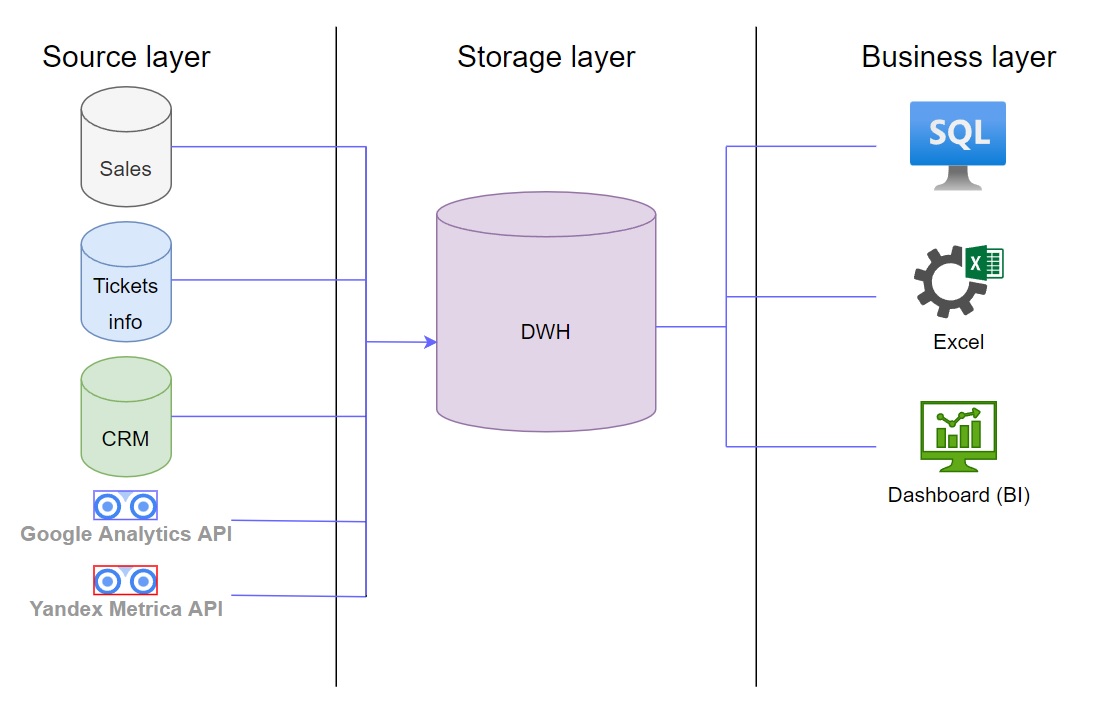 Source layer
Storage layer
Business layer
Sales
Tickets
info
CRM
Google Analytics API
Yandex Metrica API
DWH
SQL
X
Excel
Dashboard (BI)